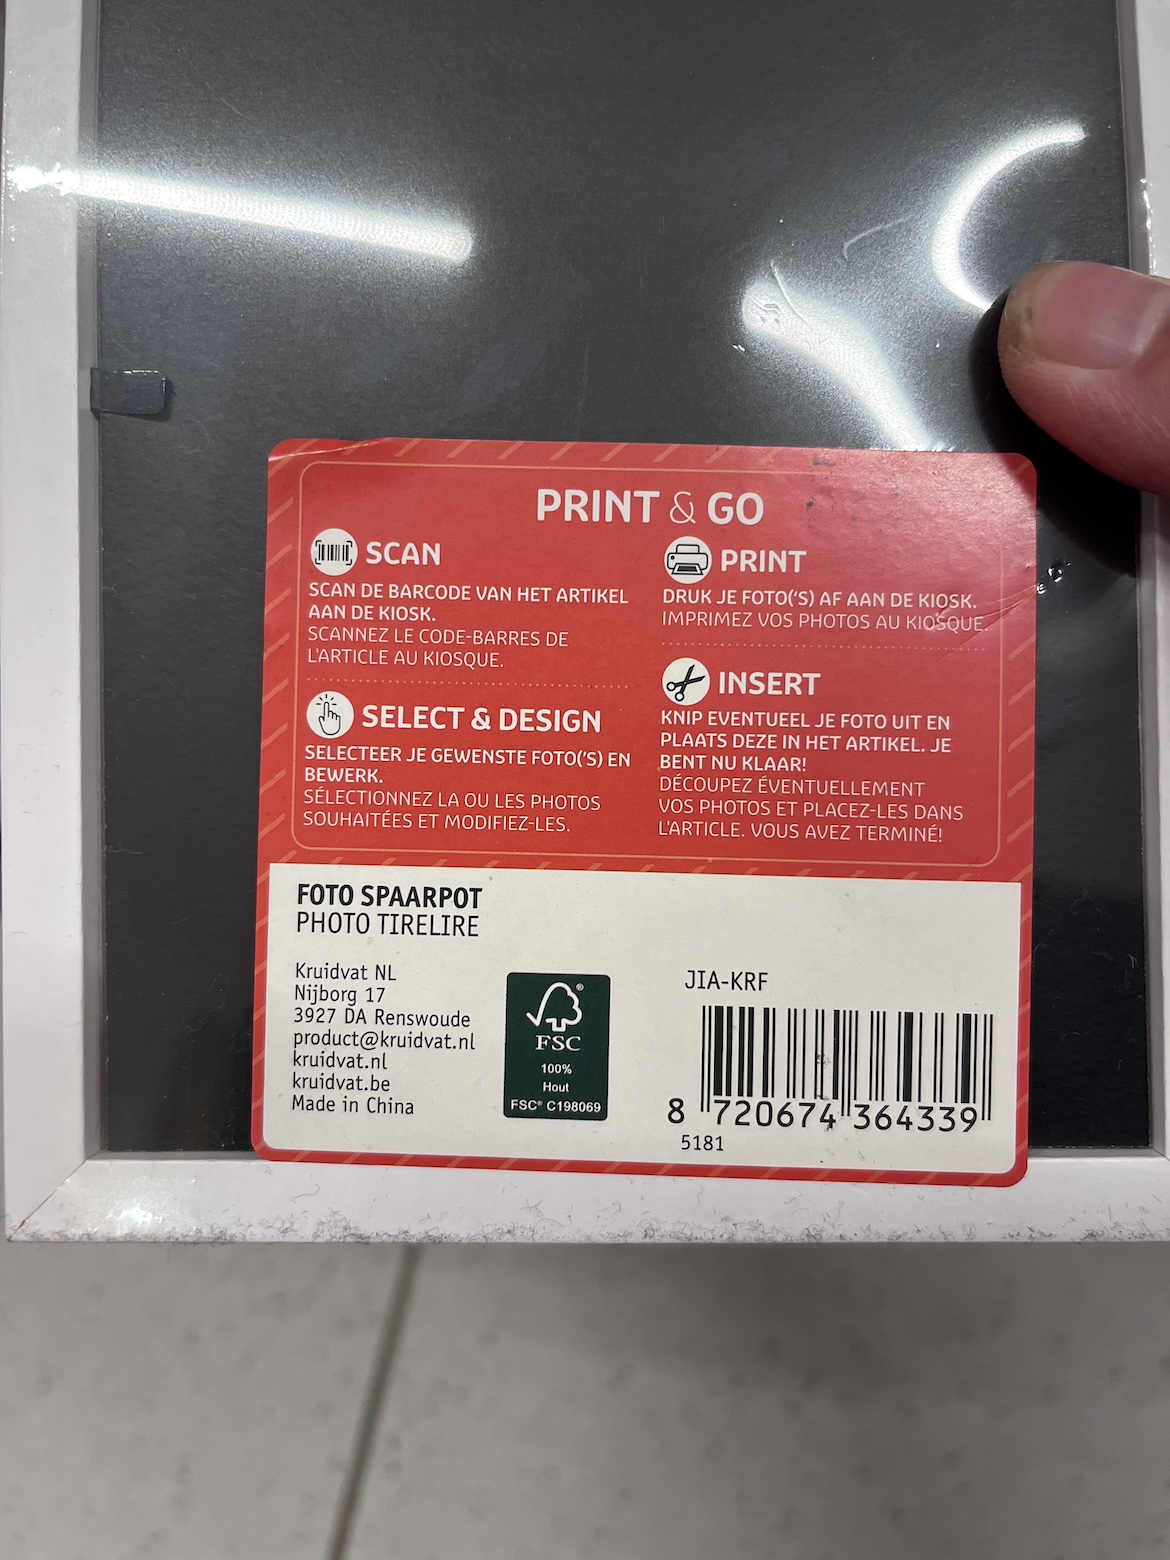 PRINT & GO
SCAN
SCAN DE BARCODE VAN HET ARTIKEL
AAN DE KIOSK.
SCANNEZ LE CODE-BARRES DE
L'ARTICLE AU KIOSQUE.
SELECT & DESIGN
SELECTEER JE GEWENSTE FOTO('S) EN
BEWERK.
SÉLECTIONNEZ LA OU LES PHOTOS
SOUHAITÉES ET MODIFIEZ-LES.
PRINT
DRUK JE FOTO('S) AF AAN DE KIOSK.
IMPRIMEZ VOS PHOTOS AU KIOSQUE.
INSERT
KNIP EVENTUEEL JE FOTO UIT EN
PLAATS DEZE IN HET ARTIKEL. JE
BENT NU KLAAR!
DÉCOUPEZ ÉVENTUELLEMENT
VOS PHOTOS ET PLACEZ-LES DANS
L'ARTICLE. VOUS AVEZ TERMINÉ!
FOTO SPAARPOT
PHOTO TIRELIRE
Kruidvat NL
Nijborg 17
3927 DA Renswoude
product@kruidvat.nl
kruidvat.nl
kruidvat.be
Made in China
®
FSC
100%
Hout
FSC® C198069
JIA-KRF
8 720674 364339
5181